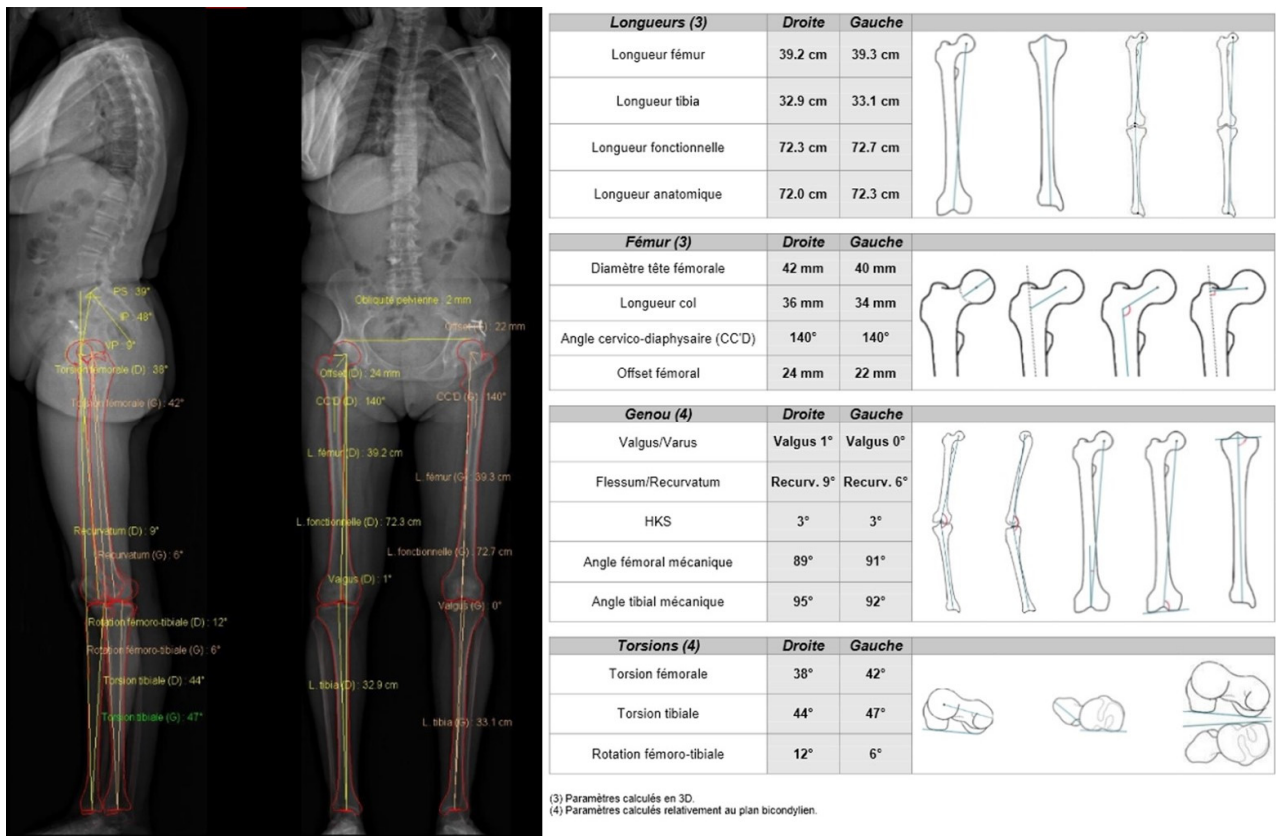 PS : 39°
IP : 48°
VP : 9°
Torsion fémorale (D) : 38°
Torsion fémorale (G) : 42°
Recurvatum (D) : 9°
Recurvatum (G) : 6°
Rotation fémoro-tibiale (D) : 12°
Rotation fémoro-tibiale (G) : 6°
Torsion tibiale (D) : 44°
Torsion tibiale (G) : 47°
Obliquité pelvienne : 2 mm
Offset (G) : 22 mm
Offset (D) : 24 mm
CC'D (D) : 140°
CC'D (G) : 140°
L. fémur (D) : 39.2 cm
L. fémur (G) : 39.3 cm
L. fonctionnelle (D) : 72.3 cm
L. fonctionnelle (G) : 72.7 cm
Valgus (D) : 1°
Valgus (G) : 0°
L. tibia (D) : 32.9 cm
L. tibia (G) : 33.1 cm
Longueurs (3) Droite Gauche
Longueur fémur 39.2 cm 39.3 cm
Longueur tibia 32.9 cm 33.1 cm
Longueur fonctionnelle 72.3 cm 72.7 cm
Longueur anatomique 72.0 cm 72.3 cm
Fémur (3) Droite Gauche
Diamètre tête fémorale 42 mm 40 mm
Longueur col 36 mm 34 mm
Angle cervico-diaphysaire (CC'D) 140° 140°
Offset fémoral 24 mm 22 mm
Genou (4) Droite Gauche
Valgus/Varus Valgus 1° Valgus 0°
Flessum/Recurvatum Recurv. 9° Recurv. 6°
HKS 3° 3°
Angle fémoral mécanique 89° 91°
Angle tibial mécanique 95° 92°
Torsions (4) Droite Gauche
Torsion fémorale 38° 42°
Torsion tibiale 44° 47°
Rotation fémoro-tibiale 12° 6°
(3) Paramètres calculés en 3D.
(4) Paramètres calculés relativement au plan bicondylien.